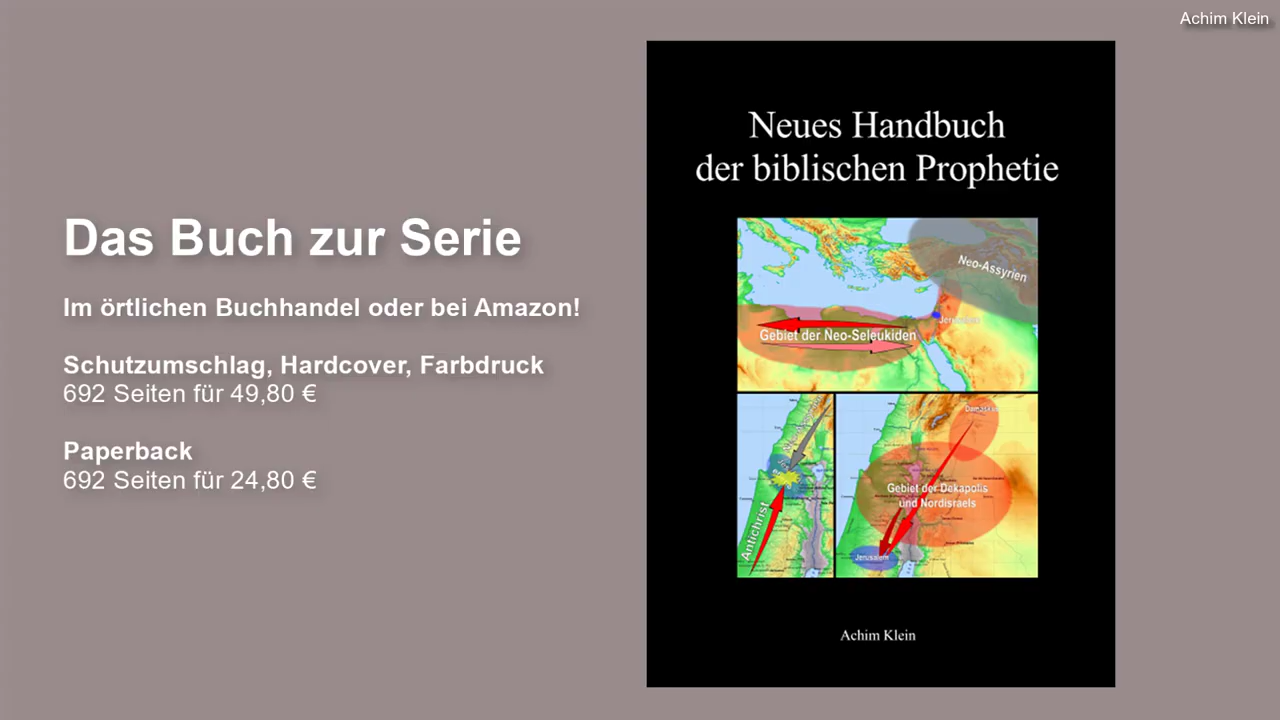 Achim Klein
Das Buch zur Serie
Im örtlichen Buchhandel oder bei Amazon!
Schutzumschlag, Hardcover, Farbdruck
692 Seiten für 49,80 €
Paperback
692 Seiten für 24,80 €
Neues Handbuch
der biblischen Prophetie
Neo-Assyrien
Jerusalem
Gebiet der Neo-Seleukiden
Antichrist
Damaskus
Gebiet der Dekapolis
und Nordisraels
Jerusalem
Achim Klein